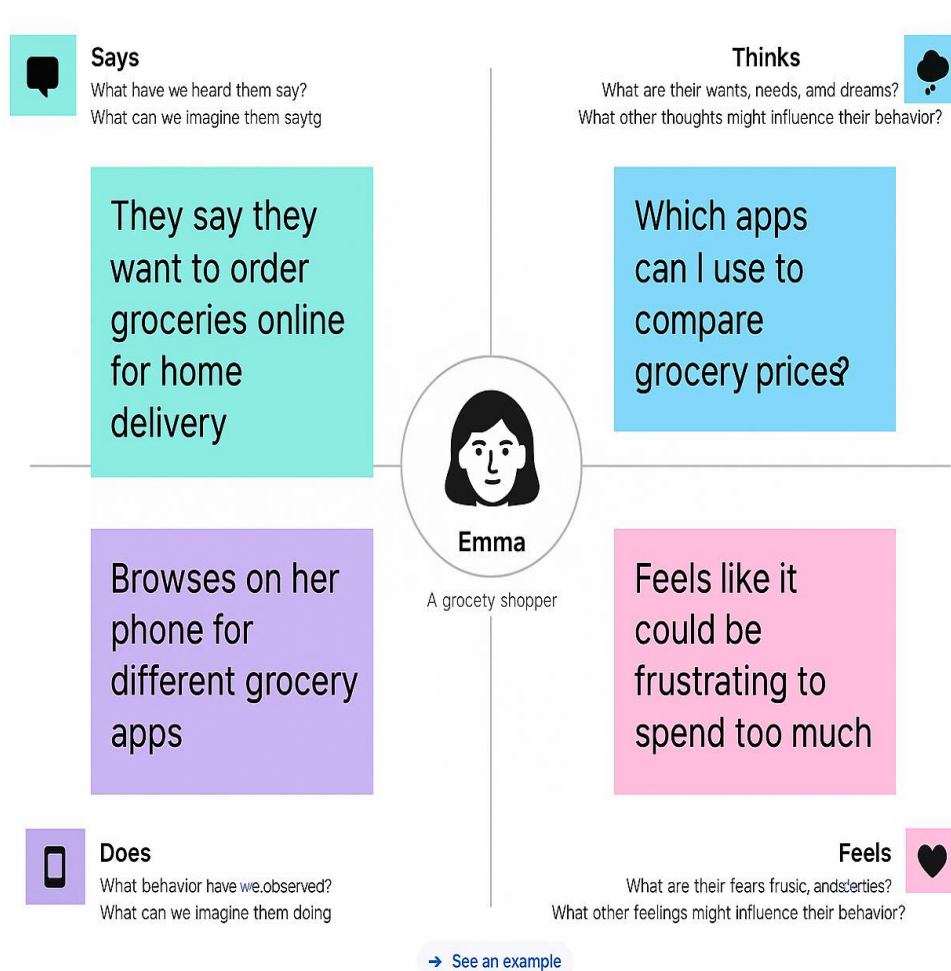 Says
What have we heard them say?
What can we imagine them saytg
Thinks
What are their wants, needs, amd dreams?
What other thoughts might influence their behavior?
They say they
want to order
groceries online
for home
delivery
Which apps
can I use to
compare
grocery prices?
Emma
A grocety shopper
Browses on her
phone for
different grocery
apps
Feels like it
could be
frustrating to
spend too much
Does
What behavior have we.observed?
What can we imagine them doing
Feels
What are their fears frusic,
What other feelings might influence their behavior?
→ See an example